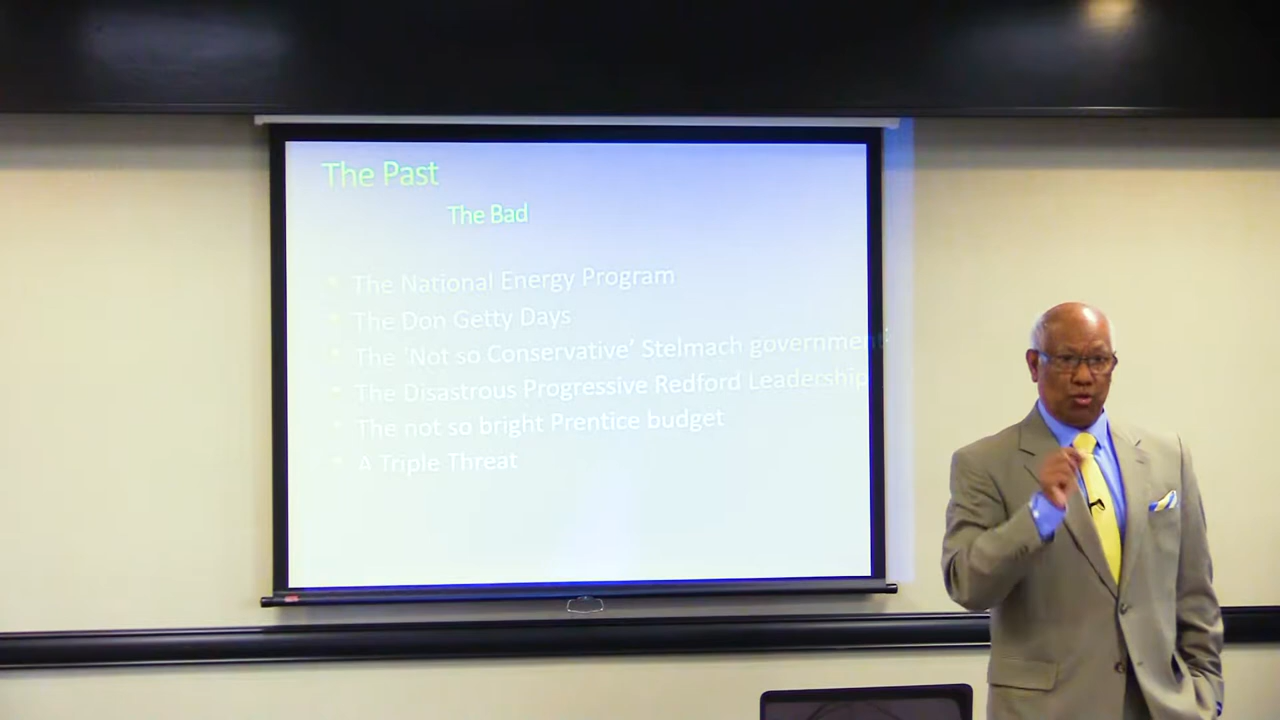 The Past
The Bad
The National Energy Program
The Don Getty Days
The 'Not so Conservative' Stelmach government
The Disastrous Progressive Redford Leadership
The not so bright Prentice budget
A Triple Threat